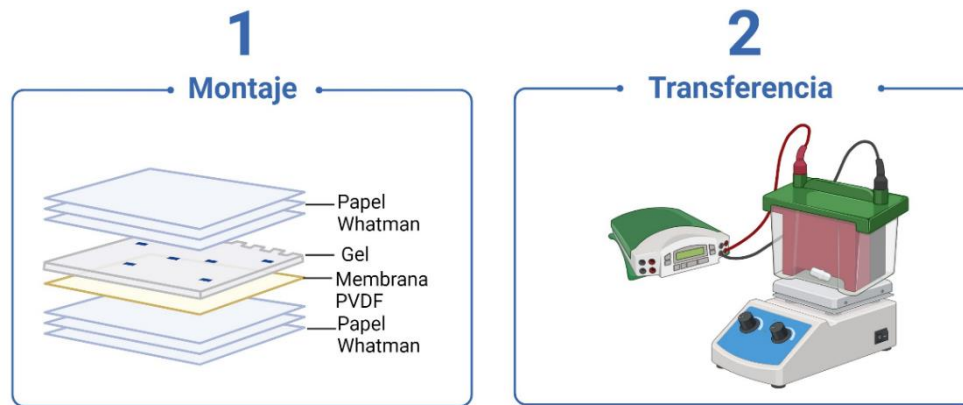 1
Montaje
Papel
Whatman
Gel
Membrana
PVDF
Papel
Whatman
2
Transferencia